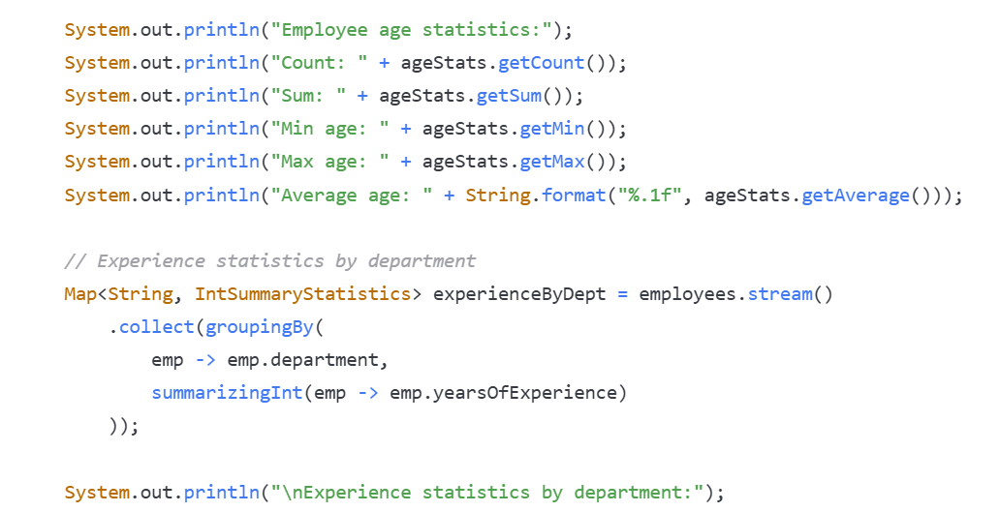 System.out.println("Employee age statistics:");
System.out.println("Count: " + ageStats.getCount());
System.out.println("Sum: " + ageStats.getSum());
System.out.println("Min age: " + ageStats.getMin());
System.out.println("Max age: " + ageStats.getMax());
System.out.println("Average age: " + String.format("%.1f", ageStats.getAverage()));
// Experience statistics by department
Map<String, IntSummaryStatistics> experienceByDept = employees.stream()
.collect(groupingBy(
emp -> emp.department,
summarizingInt(emp -> emp.yearsOfExperience)
));
System.out.println("\nExperience statistics by department:");